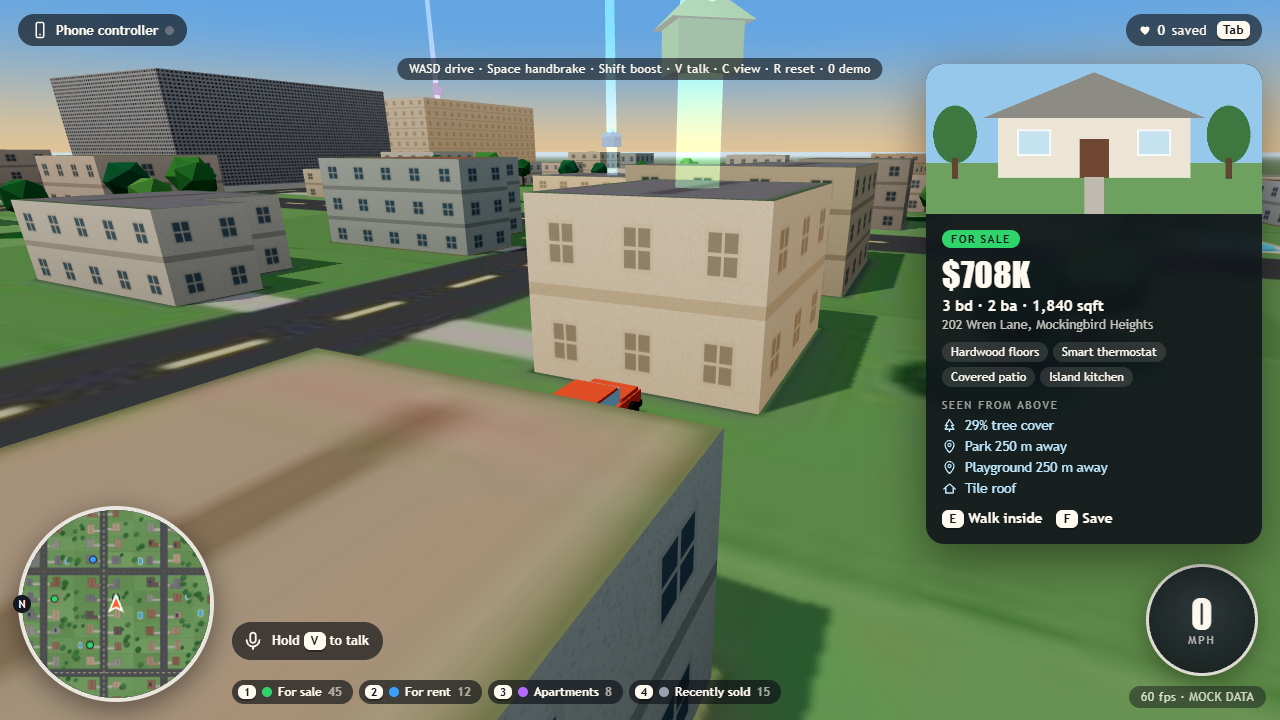 Phone controller
0 saved Tab
WASD drive · Space handbrake · Shift boost · V talk · C view · R reset · 0 demo
FOR SALE
$708K
3 bd · 2 ba · 1,840 sqft
202 Wren Lane, Mockingbird Heights
Hardwood floors Smart thermostat
Covered patio Island kitchen
SEEN FROM ABOVE
29% tree cover
Park 250 m away
Playground 250 m away
Tile roof
E Walk inside F Save
N
0
MPH
Hold V to talk
1 For sale 45 2 For rent 12 3 Apartments 8 4 Recently sold 15
60 fps · MOCK DATA